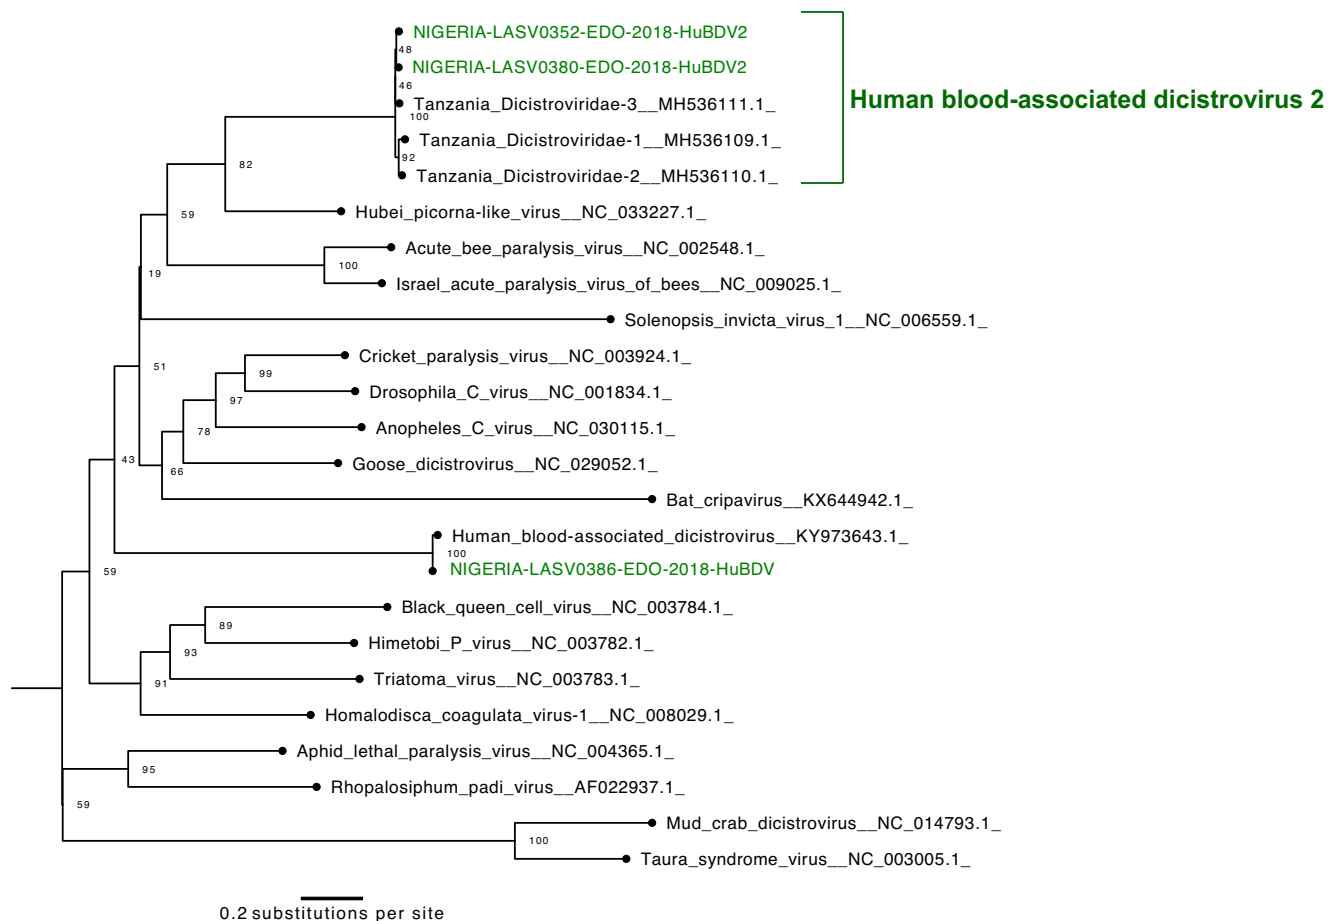 NIGERIA-LASV0352-EDO-2018-HuBDV2
48
NIGERIA-LASV0380-EDO-2018-HuBDV2
46
Human blood-associated dicistrovirus 2
Tanzania_Dicistroviridae-3__MH536111.1_
100
Tanzania_Dicistroviridae-1__MH536109.1_
92
82
Tanzania_Dicistroviridae-2__MH536110.1_
59
Hubei_picorna-like_virus__NC_033227.1_
Acute_bee_paralysis_virus__NC_002548.1_
100
19
Israel_acute_paralysis_virus_of_bees__NC_009025.1_
Solenopsis_invicta_virus_1__NC_006559.1_
Cricket_paralysis_virus__NC_003924.1_
51
99
Drosophila_C_virus__NC_001834.1_
97
Anopheles_C_virus__NC_030115.1_
78
43
Goose_dicistrovirus__NC_029052.1_
66
Bat_cripavirus__KX644942.1_
Human_blood-associated_dicistrovirus__KY973643.1_
100
59
NIGERIA-LASV0386-EDO-2018-HuBDV
Black_queen_cell_virus__NC_003784.1_
89
Himetobi_P_virus__NC_003782.1_
93
Triatoma_virus__NC_003783.1_
91
Homalodisca_coagulata_virus-1__NC_008029.1_
Aphid_lethal_paralysis_virus__NC_004365.1_
95
Rhopalosiphum_padi_virus__AF022937.1_
59
Mud_crab_dicistrovirus__NC_014793.1_
100
Taura_syndrome_virus__NC_003005.1_
0.2 substitutions per site